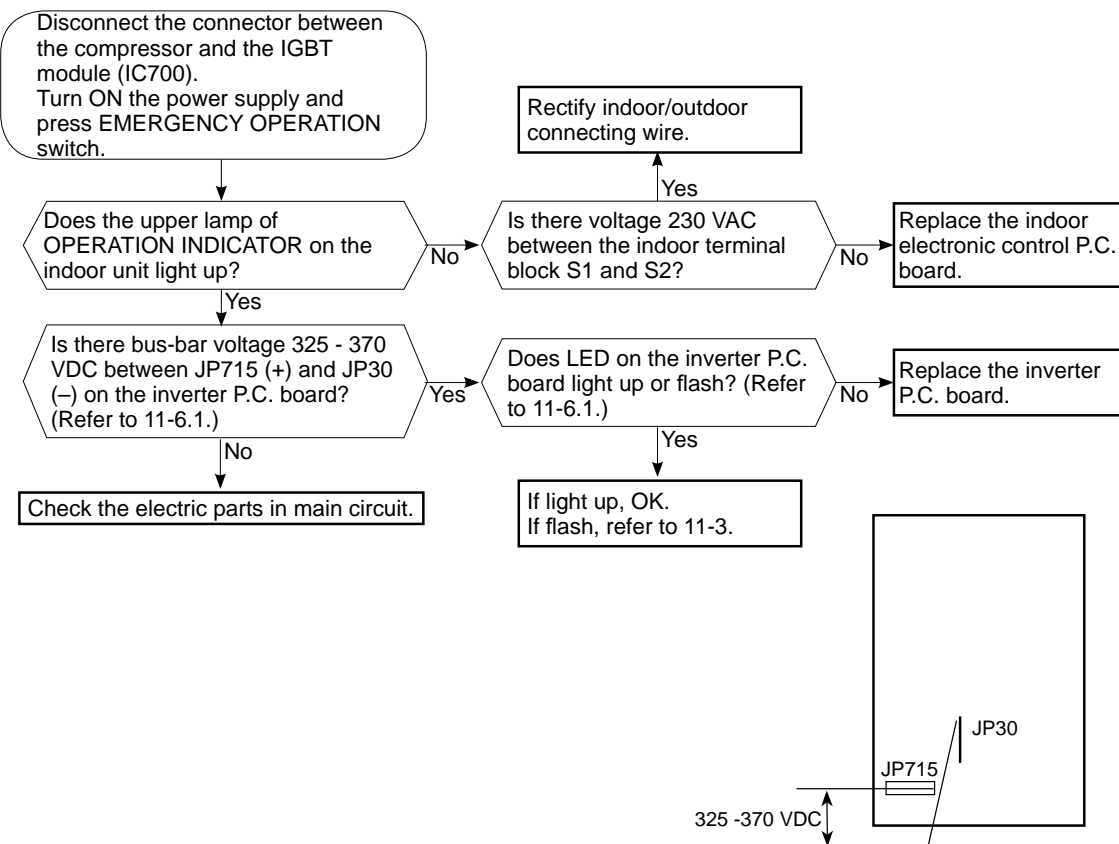 Disconnect the connector between
the compressor and the IGBT
module (IC700).
Turn ON the power supply and
press EMERGENCY OPERATION
switch.
Rectify indoor/outdoor
connecting wire.
Yes
Does the upper lamp of
OPERATION INDICATOR on the
indoor unit light up?
No
Is there voltage 230 VAC
between the indoor terminal
block S1 and S2?
No
Replace the indoor
electronic control P.C.
board.
Yes
Is there bus-bar voltage 325 - 370
VDC between JP715 (+) and JP30
(–) on the inverter P.C. board?
(Refer to 11-6.1.)
Yes
Does LED on the inverter P.C.
board light up or flash? (Refer
to 11-6.1.)
No
Replace the inverter
P.C. board.
No
Yes
Check the electric parts in main circuit.
If light up, OK.
If flash, refer to 11-3.
JP30
JP715
325 -370 VDC